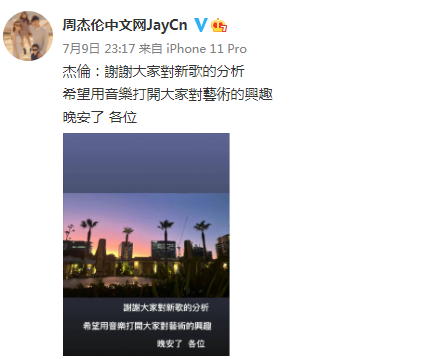 周杰伦中文网JayCn
7月9日 23:17 来自 iPhone 11 Pro
杰倫：謝謝大家對新歌的分析
希望用音樂打開大家對藝術的興趣
晚安了 各位
謝謝大家對新歌的分析
希望用音樂打開大家對藝術的興趣
晚安了 各位